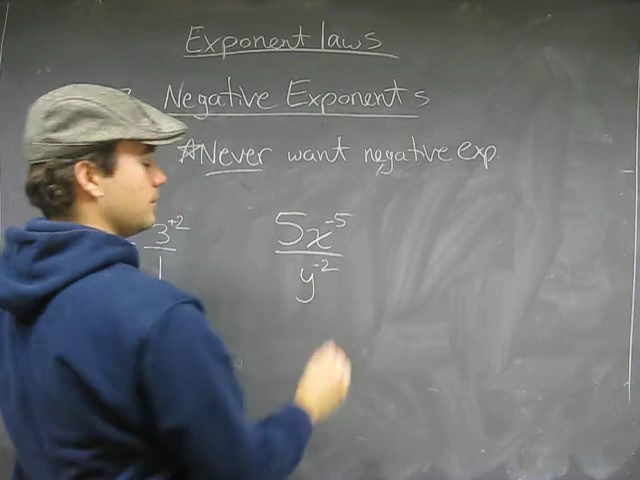 Exponent laws
Negative Exponents
☆Never want negative exp.
3⁺²
1
5x⁻⁵
y⁻²